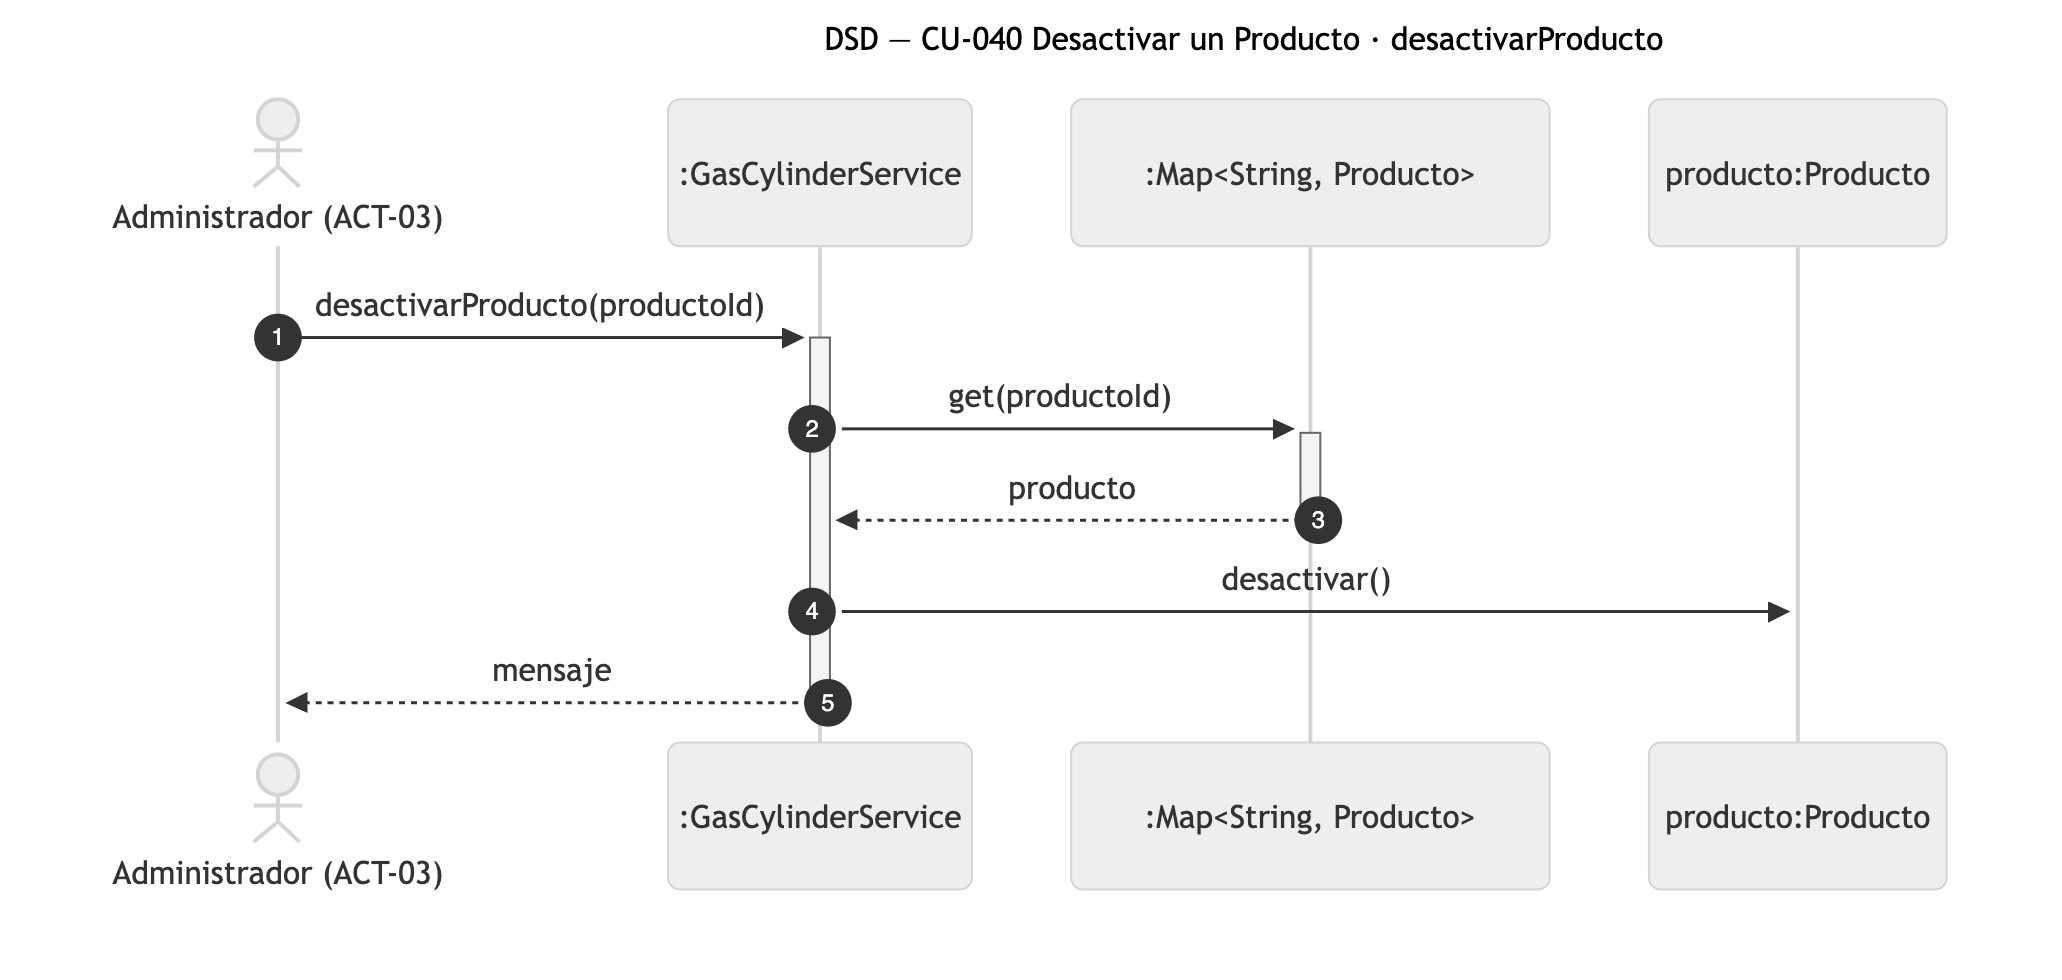 DSD — CU-040 Desactivar un Producto · desactivarProducto
Administrador (ACT-03)
:GasCylinderService
:Map<String, Producto>
producto:Producto
desactivarProducto(productoId)
1
get(productoId)
2
producto
3
desactivar()
4
mensaje
5
Administrador (ACT-03)
:GasCylinderService
:Map<String, Producto>
producto:Producto